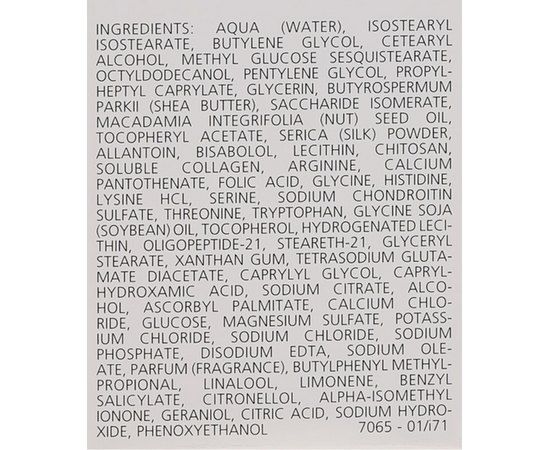 INGREDIENTS: AQUA (WATER), ISOSTEARYL
ISOSTEARATE, BUTYLENE GLYCOL, CETEARYL
ALCOHOL, METHYL GLUCOSE SESQUISTEARATE,
OCTYLDODECANOL, PENTYLENE GLYCOL, PROPYL-
HEPTYL CAPRYLATE, GLYCERIN, BUTYROSPERMUM
PARKII (SHEA BUTTER), SACCHARIDE ISOMERATE,
MACADAMIA INTEGRIFOLIA (NUT) SEED OIL,
TOCOPHERYL ACETATE, SERICA (SILK) POWDER,
ALLANTOIN, BISABOLOL, LECITHIN, CHITOSAN,
SOLUBLE COLLAGEN, ARGININE, CALCIUM
PANTOTHENATE, FOLIC ACID, GLYCINE, HISTIDINE,
LYSINE HCL, SERINE, SODIUM CHONDROITIN
SULFATE, THREONINE, TRYPTOPHAN, GLYCINE SOJA
(SOYBEAN) OIL, TOCOPHEROL, HYDROGENATED LECI-
THIN, OLIGOPEPTIDE-21, STEARETH-21, GLYCERYL
STEARATE, XANTHAN GUM, TETRASODIUM GLUTA-
MATE DIACETATE, CAPRYLYL GLYCOL, CAPRYL-
HYDROXAMIC ACID, SODIUM CITRATE, ALCO-
HOL, ASCORBYL PALMITATE, CALCIUM CHLO-
RIDE, GLUCOSE, MAGNESIUM SULFATE, POTASS-
IUM CHLORIDE, SODIUM CHLORIDE, SODIUM
PHOSPHATE, DISODIUM EDTA, SODIUM OLE-
ATE, PARFUM (FRAGRANCE), BUTYLPHENYL METHYL-
PROPIONAL, LINALOOL, LIMONENE, BENZYL
SALICYLATE, CITRONELLOL, ALPHA-ISOMETHYL
IONONE, GERANIOL, CITRIC ACID, SODIUM HYDRO-
XIDE, PHENOXYETHANOL 7065 - 01/i71